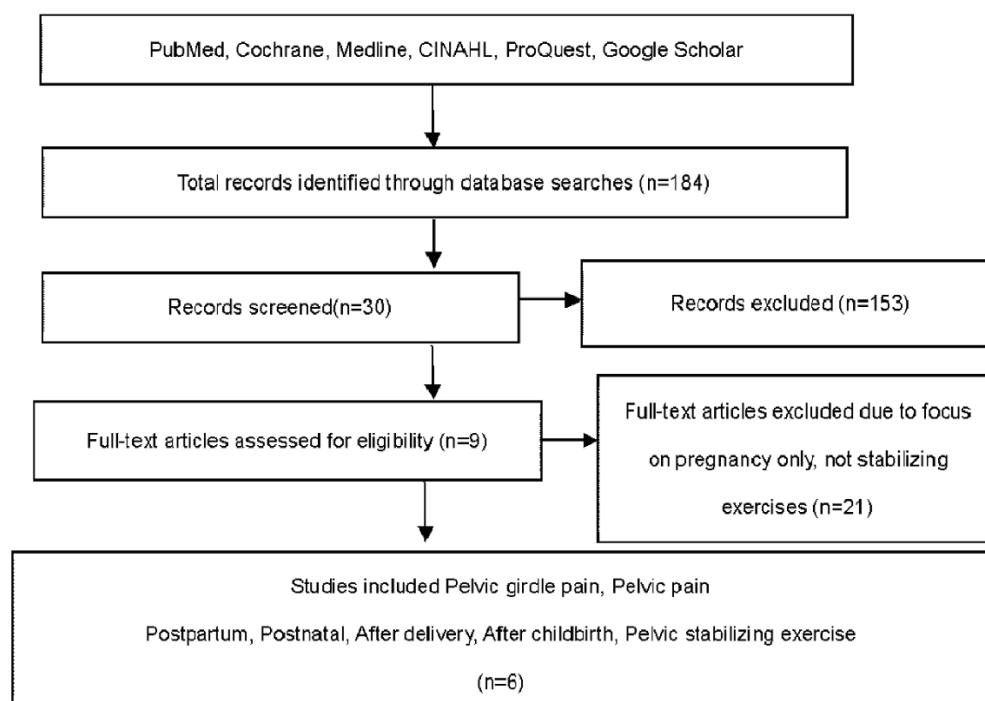 PubMed, Cochrane, Medline, CINAHL, ProQuest, Google Scholar
Total records identified through database searches (n=184)
Records screened(n=30)
Records excluded (n=153)
Full-text articles assessed for eligibility (n=9)
Full-text articles excluded due to focus
on pregnancy only, not stabilizing
exercises (n=21)
Studies included Pelvic girdle pain, Pelvic pain
Postpartum, Postnatal, After delivery, After childbirth, Pelvic stabilizing exercise
(n=6)